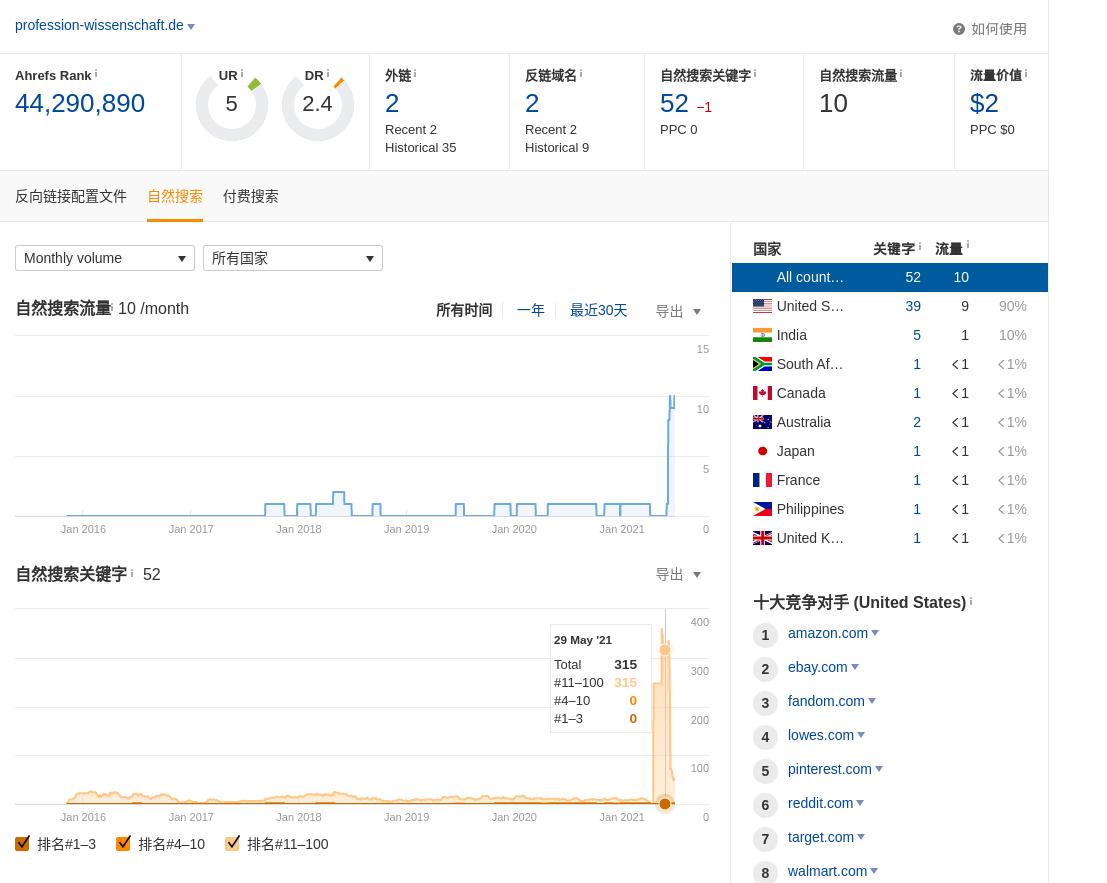 profession-wissenschaft.de
如何使用
Ahrefs Rank
44,290,890
UR
5
DR
2.4
外链
2
Recent 2
Historical 35
反链域名
2
Recent 2
Historical 9
自然搜索关键字
52 −1
PPC 0
自然搜索流量
10
流量价值
$2
PPC $0
反向链接配置文件 自然搜索 付费搜索
Monthly volume 所有国家
自然搜索流量 10 /month
所有时间 一年 最近30天 导出
15
10
5
0
Jan 2016 Jan 2017 Jan 2018 Jan 2019 Jan 2020 Jan 2021
自然搜索关键字 52
导出
400
300
200
100
0
29 May '21
Total 315
#11–100 315
#4–10 0
#1–3 0
Jan 2016 Jan 2017 Jan 2018 Jan 2019 Jan 2020 Jan 2021
排名#1–3 排名#4–10 排名#11–100
国家 关键字 流量
All count… 52 10
United S… 39 9 90%
India 5 1 10%
South Af… 1 <1 <1%
Canada 1 <1 <1%
Australia 2 <1 <1%
Japan 1 <1 <1%
France 1 <1 <1%
Philippines 1 <1 <1%
United K… 1 <1 <1%
十大竞争对手 (United States)
1 amazon.com
2 ebay.com
3 fandom.com
4 lowes.com
5 pinterest.com
6 reddit.com
7 target.com
8 walmart.com